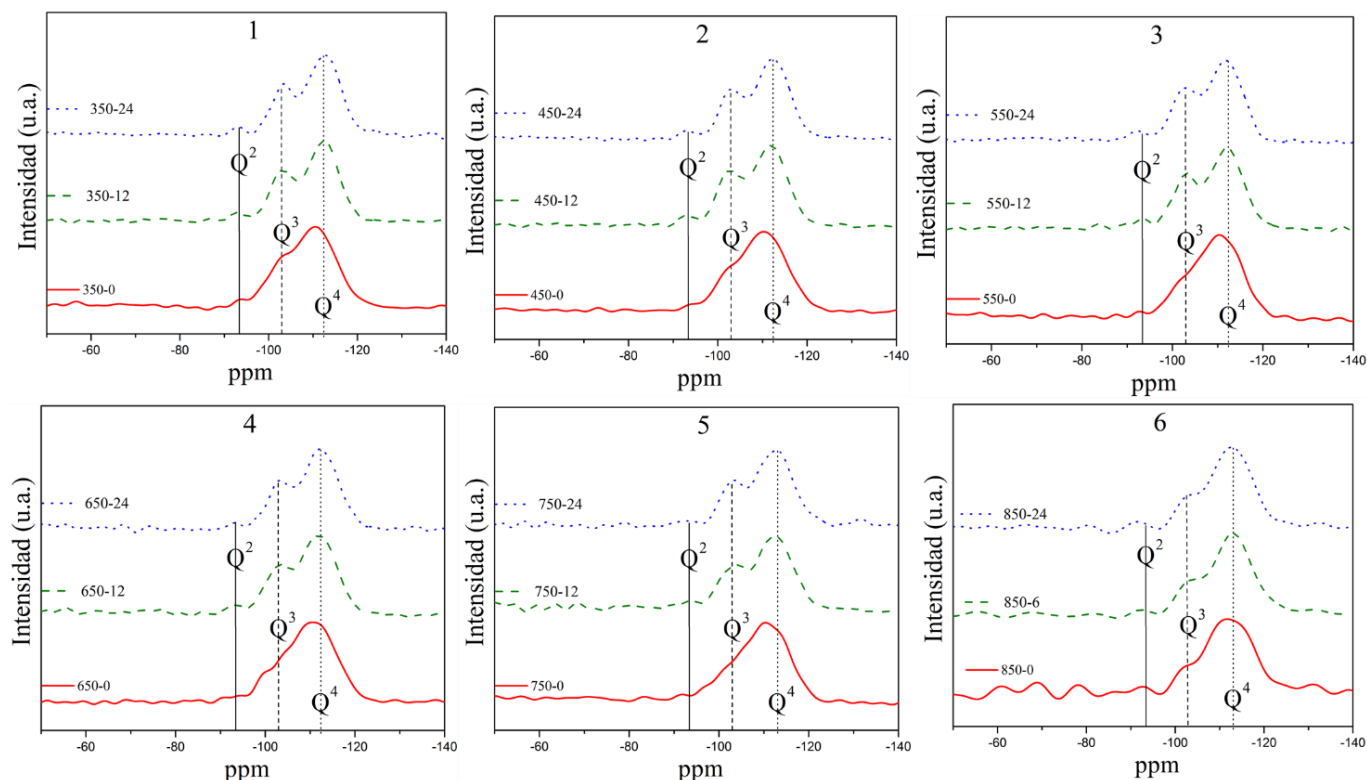 1
Intensidad (u.a.)
350-24
Q²
350-12
Q³
350-0
Q⁴
-60 -80 -100 -120 -140
ppm
2
Intensidad (u.a.)
450-24
Q²
450-12
Q³
450-0
Q⁴
-60 -80 -100 -120 -140
ppm
3
Intensidad (u.a.)
550-24
Q²
550-12
Q³
550-0
Q⁴
-60 -80 -100 -120 -140
ppm
4
Intensidad (u.a.)
650-24
Q²
650-12
Q³
650-0
Q⁴
-60 -80 -100 -120 -140
ppm
5
Intensidad (u.a.)
750-24
Q²
750-12
Q³
750-0
Q⁴
-60 -80 -100 -120 -140
ppm
6
Intensidad (u.a.)
850-24
Q²
850-6
Q³
850-0
Q⁴
-60 -80 -100 -120 -140
ppm